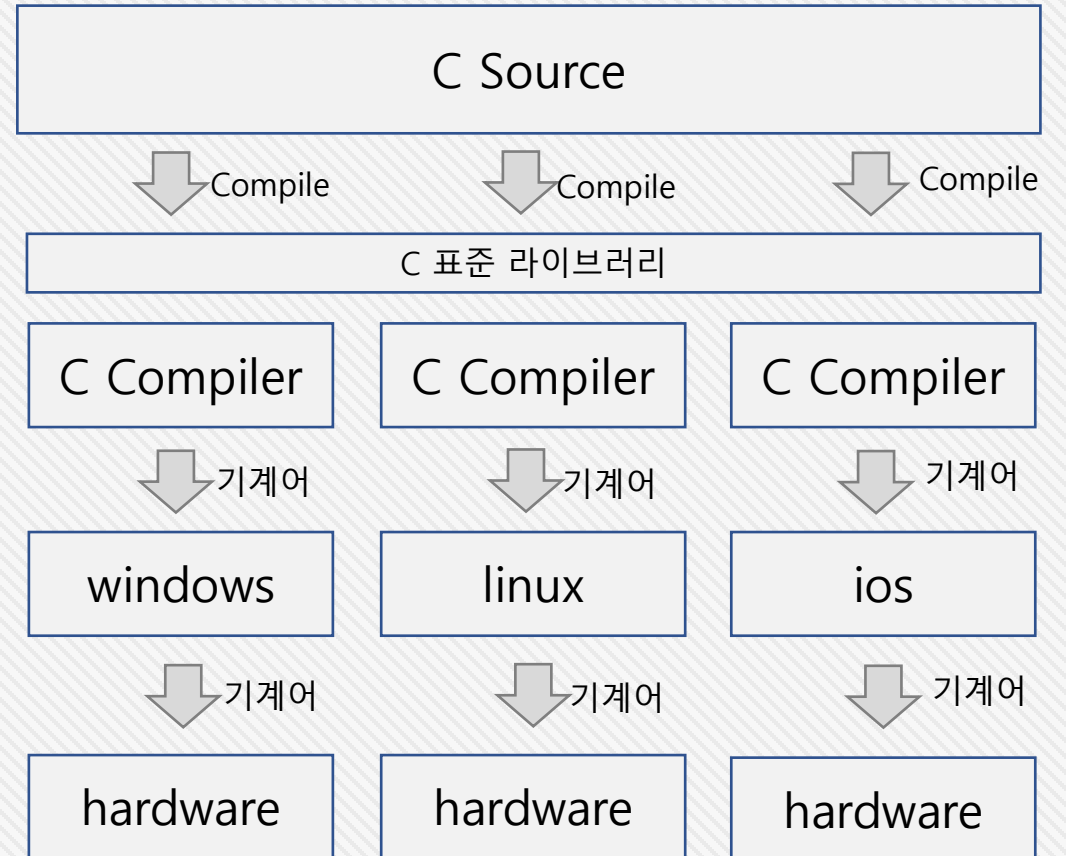 C Source
Compile Compile Compile
C 표준 라이브러리
C Compiler C Compiler C Compiler
기계어 기계어 기계어
windows linux ios
기계어 기계어 기계어
hardware hardware hardware